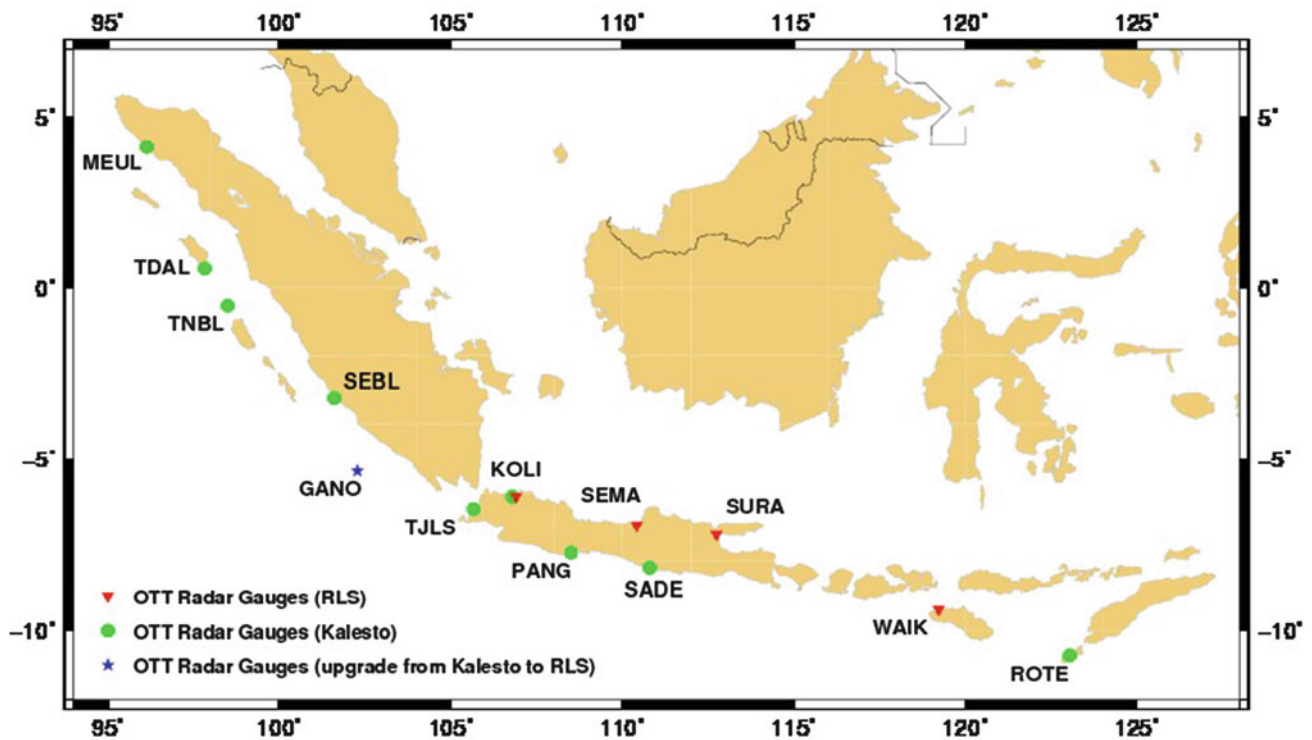 95° 100° 105° 110° 115° 120° 125°
5°
0°
−5°
−10°
5°
0°
−5°
−10°
MEUL
TDAL
TNBL
SEBL
GANO
KOLI
SEMA
SURA
TJLS
PANG
SADE
WAIK
ROTE
OTT Radar Gauges (RLS)
OTT Radar Gauges (Kalesto)
OTT Radar Gauges (upgrade from Kalesto to RLS)
95° 100° 105° 110° 115° 120° 125°